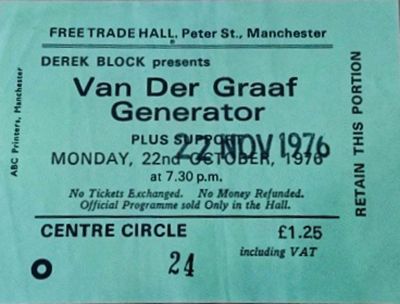 FREE TRADE HALL, Peter St., Manchester
DEREK BLOCK presents
Van Der Graaf
Generator
PLUS SUPPORT
22 NOV 1976
MONDAY, 22nd OCTOBER, 1976
at 7.30 p.m.
No Tickets Exchanged. No Money Refunded.
Official Programme sold Only in the Hall.
CENTRE CIRCLE £1.25
including VAT
24
O
ABC Printers, Manchester
RETAIN THIS PORTION